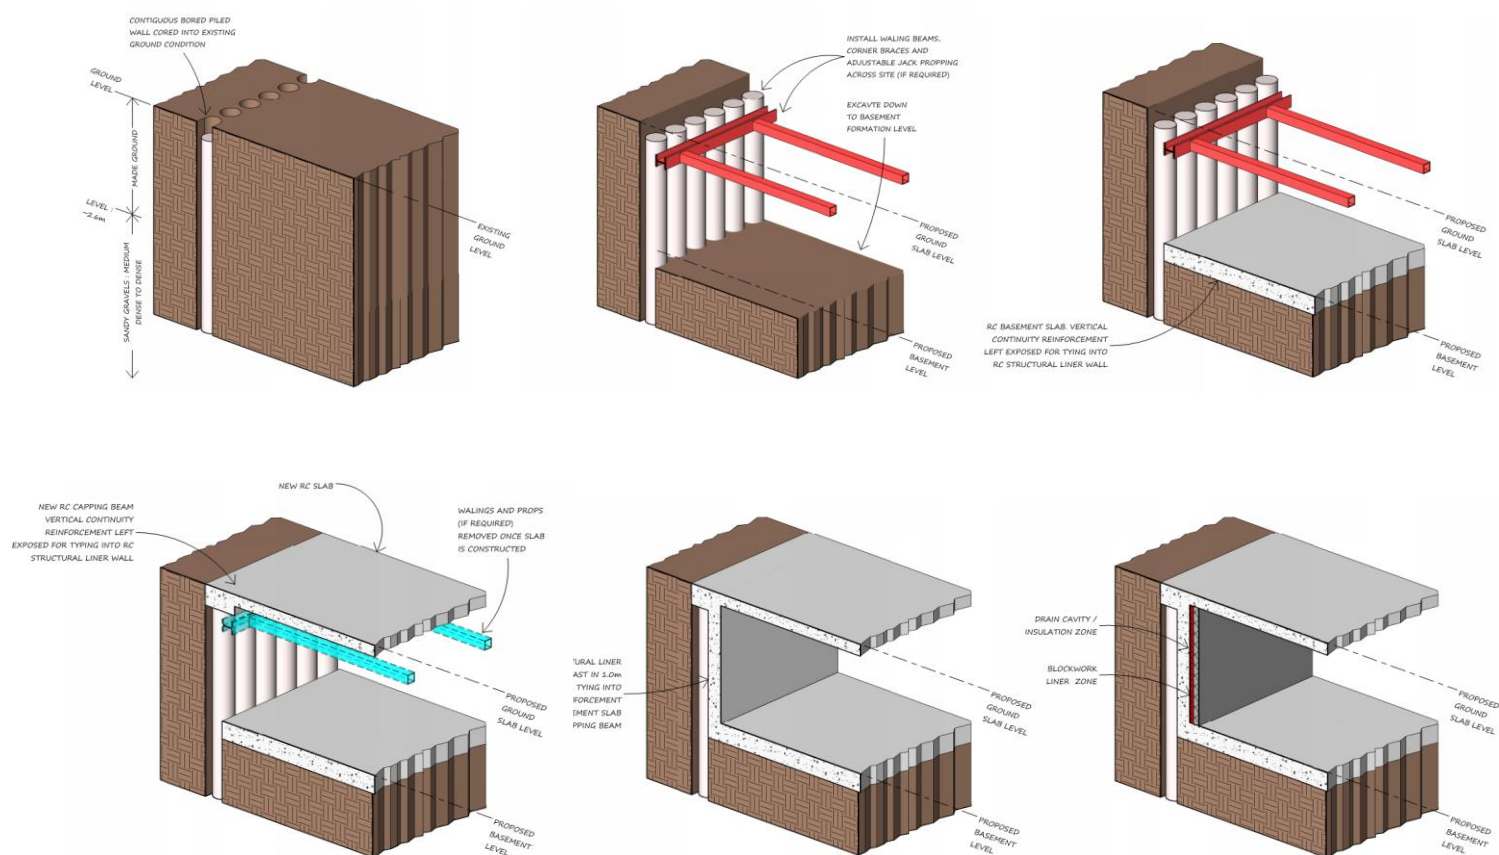 CONTIGUOUS BORED PILED
WALL CORED INTO EXISTING
GROUND CONDITION
GROUND
LEVEL
MADE GROUND
LEVEL :
~2.6m
SANDY GRAVELS : MEDIUM
DENSE TO DENSE
EXISTING
GROUND
LEVEL
INSTALL WALING BEAMS,
CORNER BRACES AND
ADJUSTABLE JACK PROPPING
ACROSS SITE (IF REQUIRED)
EXCAVTE DOWN
TO BASEMENT
FORMATION LEVEL
PROPOSED
GROUND
SLAB LEVEL
PROPOSED
BASEMENT
LEVEL
PROPOSED
GROUND
SLAB LEVEL
RC BASEMENT SLAB. VERTICAL
CONTINUITY REINFORCEMENT
LEFT EXPOSED FOR TYING INTO
RC STRUCTURAL LINER WALL
PROPOSED
BASEMENT
LEVEL
NEW RC SLAB
NEW RC CAPPING BEAM
VERTICAL CONTINUITY
REINFORCEMENT LEFT
EXPOSED FOR TYPING INTO RC
STRUCTURAL LINER WALL
WALINGS AND PROPS
(IF REQUIRED)
REMOVED ONCE SLAB
IS CONSTRUCTED
PROPOSED
GROUND
SLAB LEVEL
PROPOSED
BASEMENT
LEVEL
TURAL LINER
AST IN 1.0m
TYING INTO
FORCEMENT
EMENT SLAB
PPING BEAM
PROPOSED
GROUND
SLAB LEVEL
PROPOSED
BASEMENT
LEVEL
DRAIN CAVITY /
INSULATION ZONE
BLOCKWORK
LINER ZONE
PROPOSED
GROUND
SLAB LEVEL
PROPOSED
BASEMENT
LEVEL